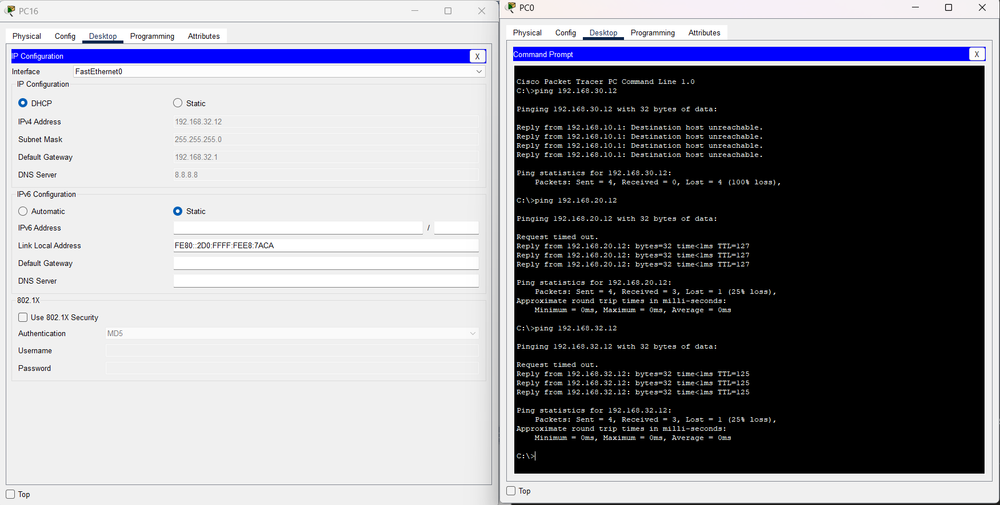 PC16
Physical Config Desktop Programming Attributes
IP Configuration X
Interface FastEthernet0
IP Configuration
DHCP Static
IPv4 Address 192.168.32.12
Subnet Mask 255.255.255.0
Default Gateway 192.168.32.1
DNS Server 8.8.8.8
IPv6 Configuration
Automatic Static
IPv6 Address /
Link Local Address FE80::2D0:FFFF:FEE8:7ACA
Default Gateway
DNS Server
802.1X
Use 802.1X Security
Authentication MD5
Username
Password
Top
PC0
Physical Config Desktop Programming Attributes
Command Prompt X
Cisco Packet Tracer PC Command Line 1.0
C:\>ping 192.168.30.12
Pinging 192.168.30.12 with 32 bytes of data:
Reply from 192.168.10.1: Destination host unreachable.
Reply from 192.168.10.1: Destination host unreachable.
Reply from 192.168.10.1: Destination host unreachable.
Reply from 192.168.10.1: Destination host unreachable.
Ping statistics for 192.168.30.12:
Packets: Sent = 4, Received = 0, Lost = 4 (100% loss),
C:\>ping 192.168.20.12
Pinging 192.168.20.12 with 32 bytes of data:
Request timed out.
Reply from 192.168.20.12: bytes=32 time<1ms TTL=127
Reply from 192.168.20.12: bytes=32 time<1ms TTL=127
Reply from 192.168.20.12: bytes=32 time<1ms TTL=127
Ping statistics for 192.168.20.12:
Packets: Sent = 4, Received = 3, Lost = 1 (25% loss),
Approximate round trip times in milli-seconds:
Minimum = 0ms, Maximum = 0ms, Average = 0ms
C:\>ping 192.168.32.12
Pinging 192.168.32.12 with 32 bytes of data:
Request timed out.
Reply from 192.168.32.12: bytes=32 time<1ms TTL=125
Reply from 192.168.32.12: bytes=32 time<1ms TTL=125
Reply from 192.168.32.12: bytes=32 time<1ms TTL=125
Ping statistics for 192.168.32.12:
Packets: Sent = 4, Received = 3, Lost = 1 (25% loss),
Approximate round trip times in milli-seconds:
Minimum = 0ms, Maximum = 0ms, Average = 0ms
C:\>
Top